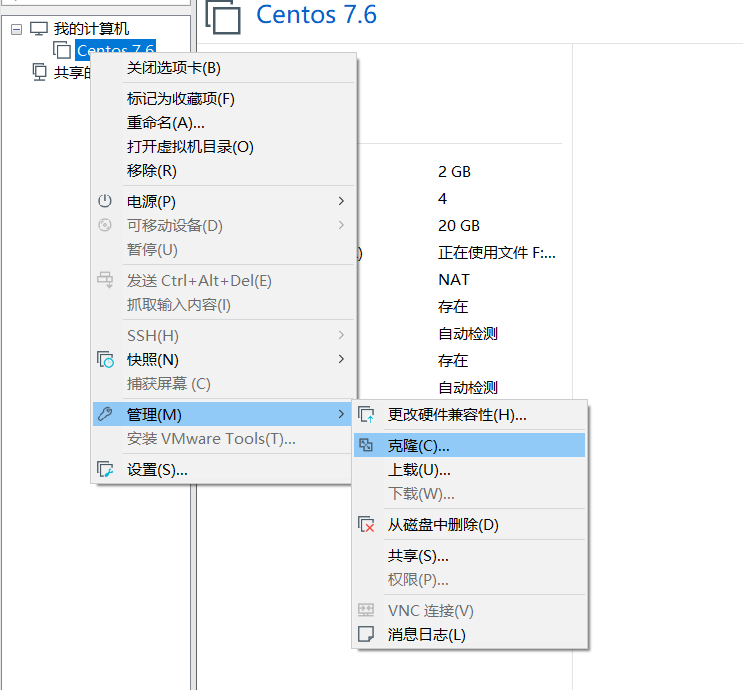 Centos 7.6
我的计算机
Centos 7.6
共享的
关闭选项卡(B)
标记为收藏项(F)
重命名(A)...
打开虚拟机目录(O)
移除(R)
电源(P)
可移动设备(D)
暂停(U)
发送 Ctrl+Alt+Del(E)
抓取输入内容(I)
SSH(H)
快照(N)
捕获屏幕 (C)
管理(M)
安装 VMware Tools(T)...
设置(S)...
2 GB
4
20 GB
正在使用文件 F:...
NAT
存在
自动检测
存在
自动检测
更改硬件兼容性(H)...
克隆(C)...
上载(U)...
下载(W)...
从磁盘中删除(D)
共享(S)...
权限(P)...
VNC 连接(V)
消息日志(L)